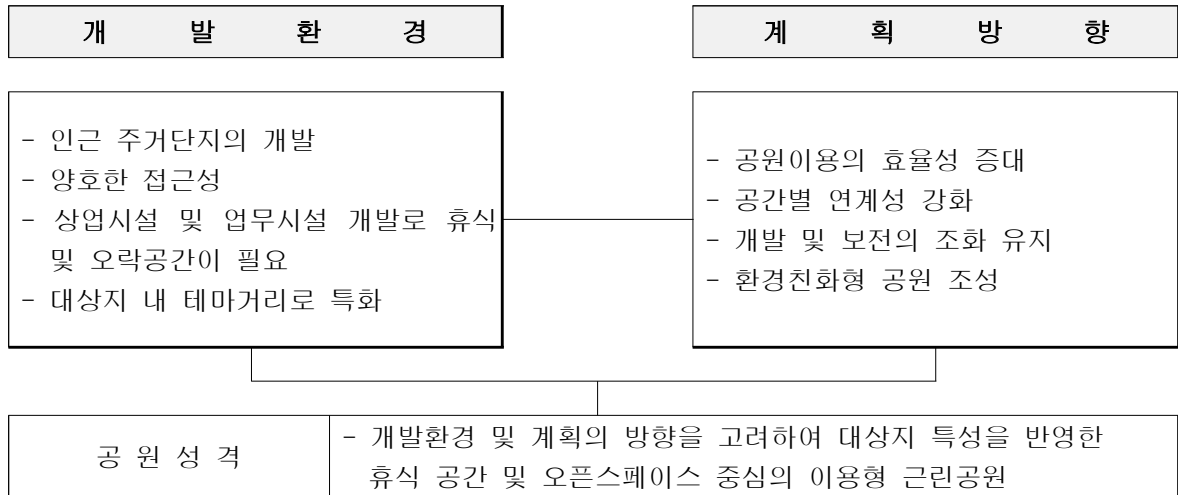 개 발 환 경
계 획 방 향
- 인근 주거단지의 개발
- 양호한 접근성
- 상업시설 및 업무시설 개발로 휴식
및 오락공간이 필요
- 대상지 내 테마거리로 특화
- 공원이용의 효율성 증대
- 공간별 연계성 강화
- 개발 및 보전의 조화 유지
- 환경친화형 공원 조성
공 원 성 격
- 개발환경 및 계획의 방향을 고려하여 대상지 특성을 반영한
휴식 공간 및 오픈스페이스 중심의 이용형 근린공원